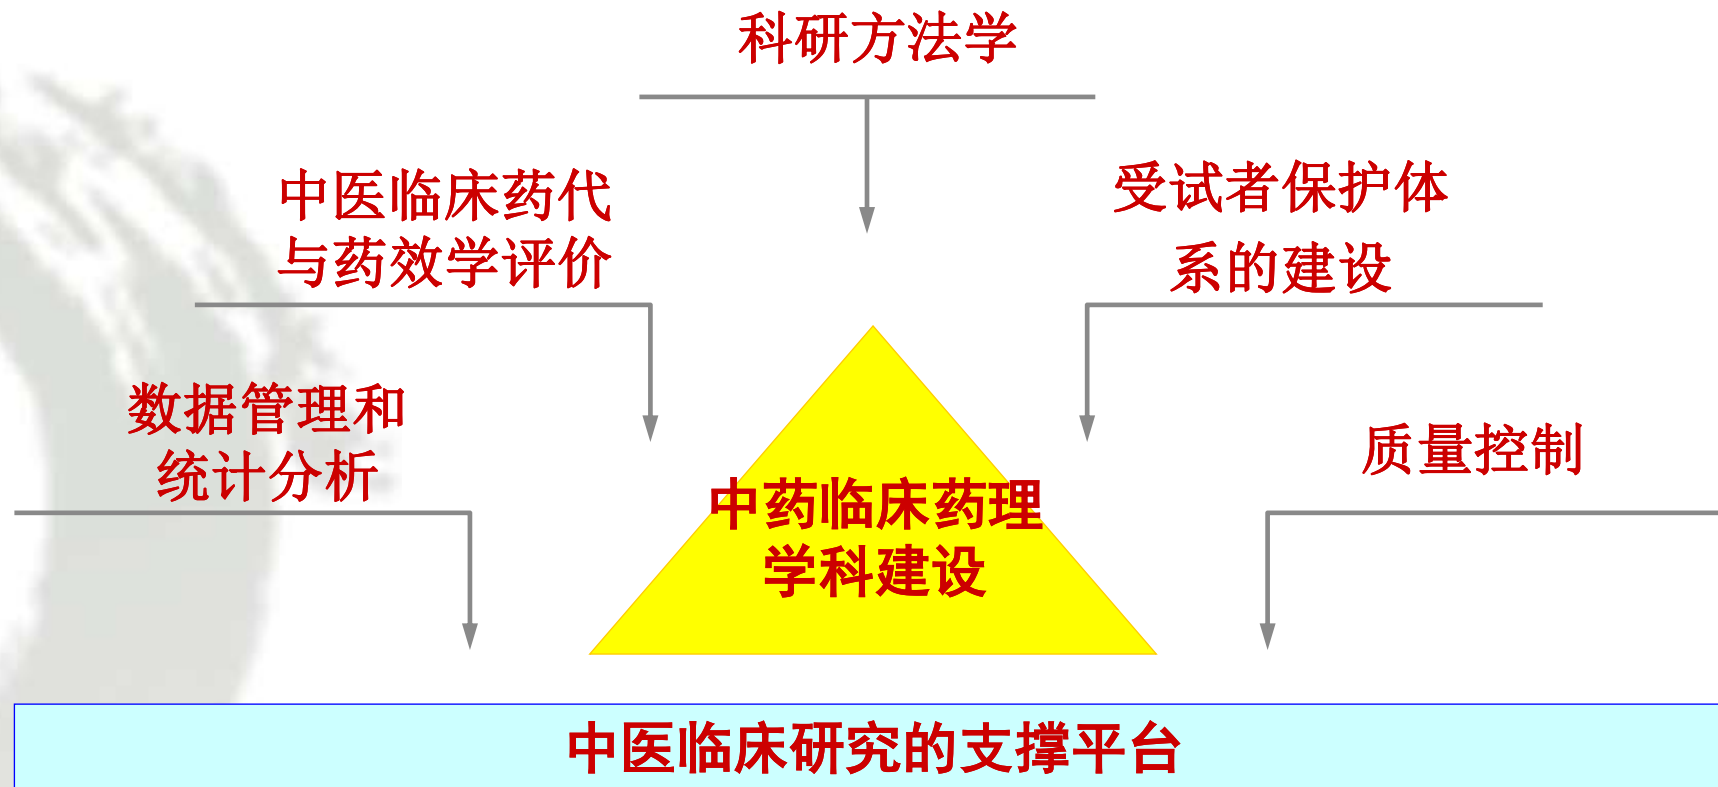 科研方法学
中医临床药代
与药效学评价
受试者保护体
系的建设
数据管理和
统计分析
质量控制
中药临床药理
学科建设
中医临床研究的支撑平台